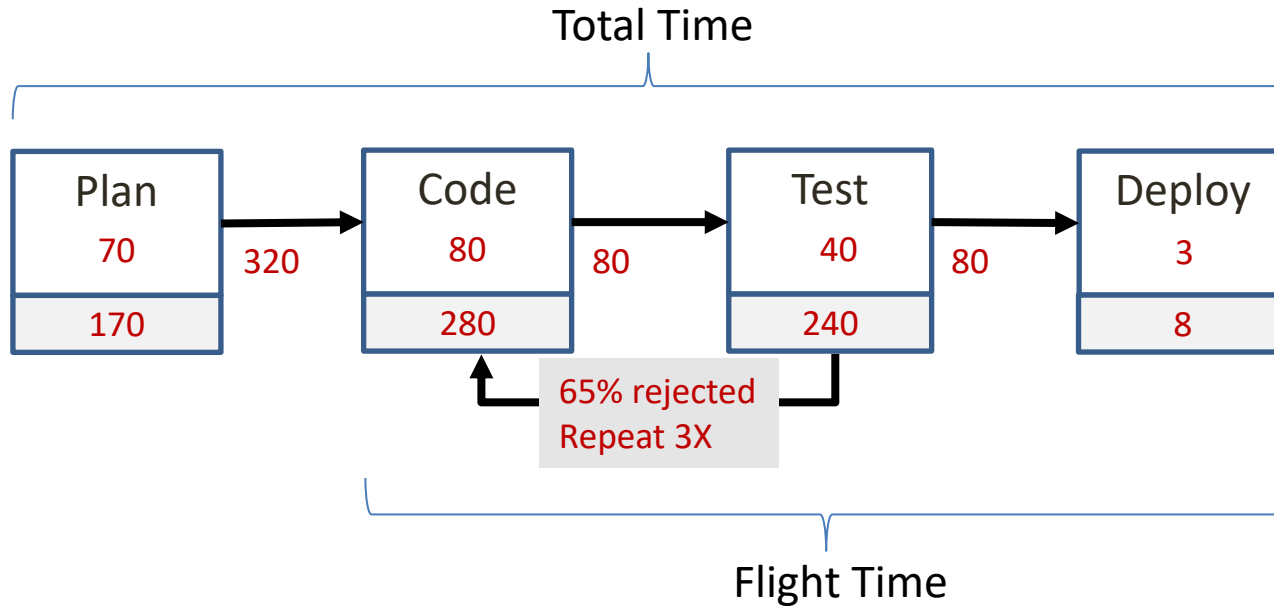 Total Time
Plan
70
170
320
Code
80
280
80
Test
40
240
80
Deploy
3
8
65% rejected
Repeat 3X
Flight Time